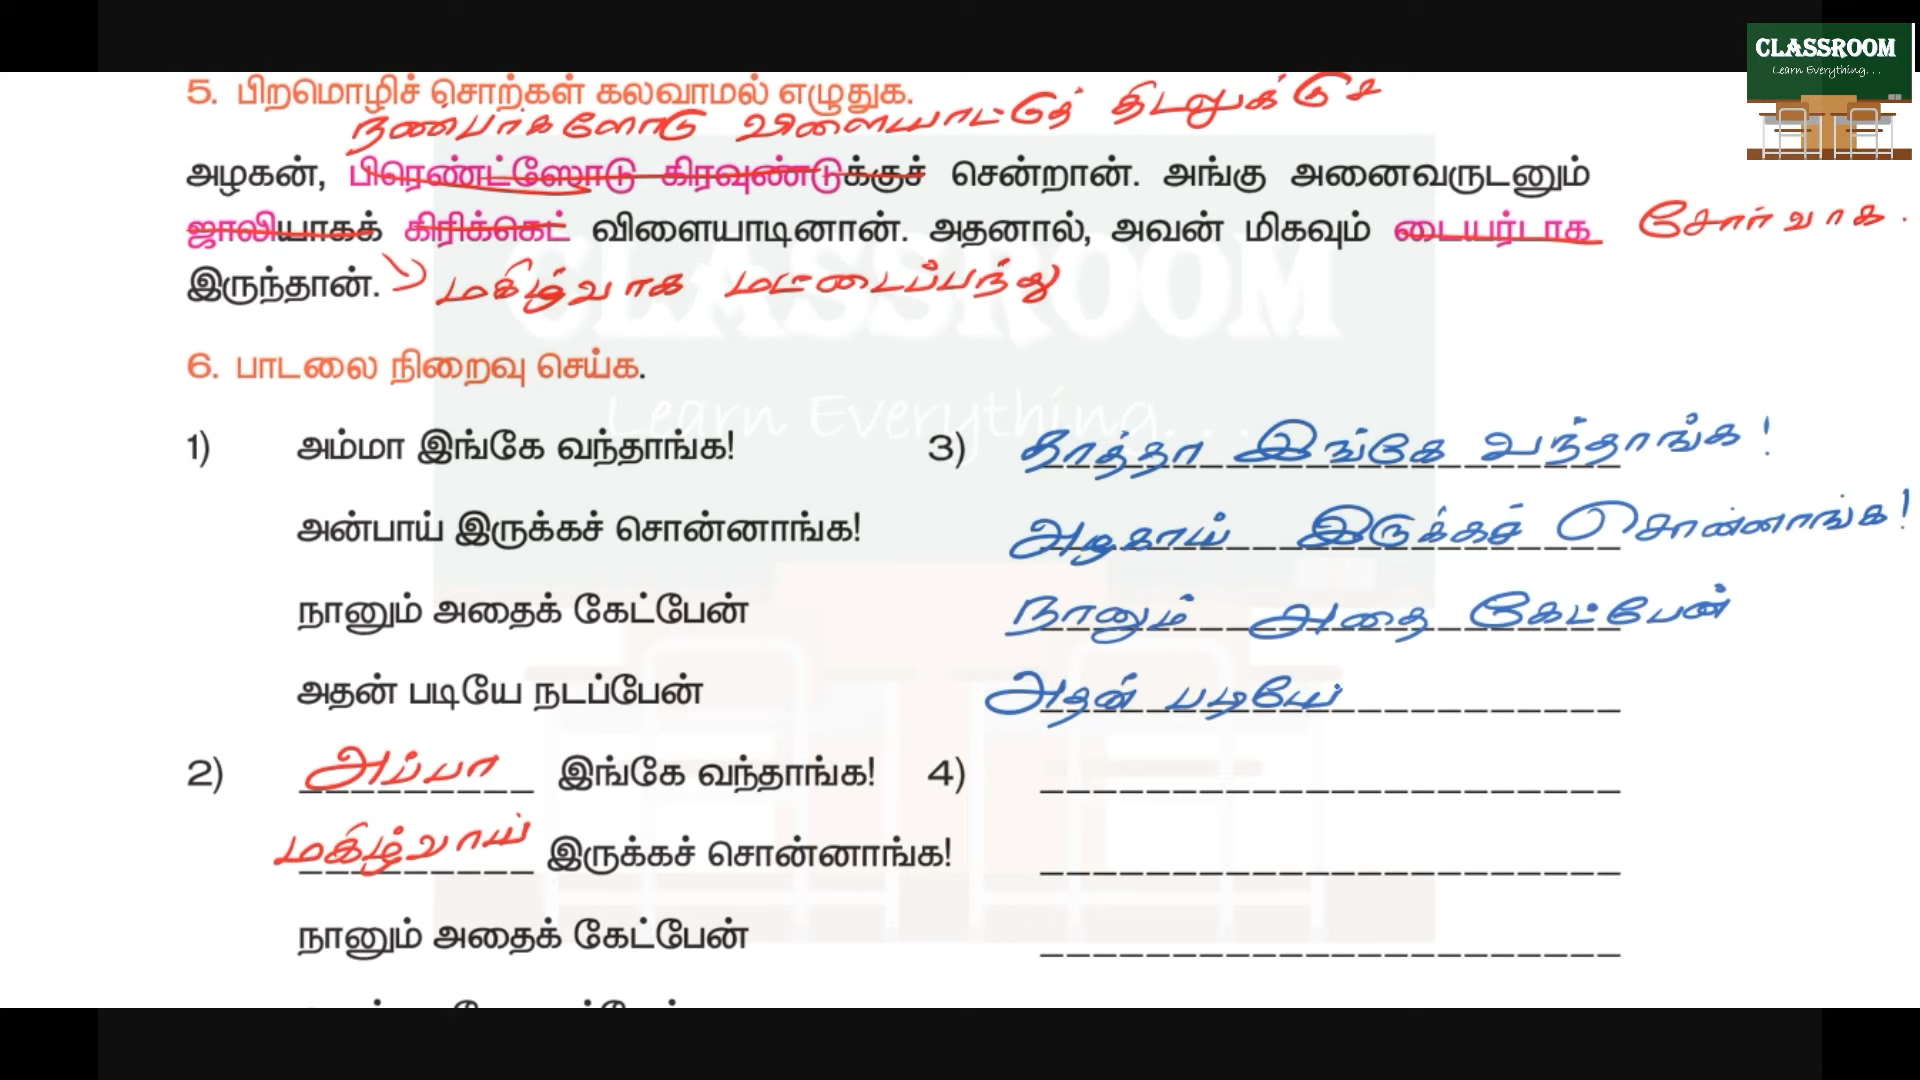 CLASSROOM
Learn Everything...
5. பிறமொழிச் சொற்கள் கலவாமல் எழுதுக.
நண்பர்களோடு விளையாட்டுத் திடலுக்குச்
அழகன், பிரெண்ட்ஸோடு கிரவுண்டுக்குச் சென்றான். அங்கு அனைவருடனும்
ஜாலியாகக் கிரிக்கெட் விளையாடினான். அதனால், அவன் மிகவும் டையர்டாக சோர்வாக.
இருந்தான். மகிழ்வாக மட்டைப்பந்து
CLASSROOM
Learn Everything...
6. பாடலை நிறைவு செய்க.
1) அம்மா இங்கே வந்தாங்க!
அன்பாய் இருக்கச் சொன்னாங்க!
நானும் அதைக் கேட்பேன்
அதன் படியே நடப்பேன்
2) அப்பா இங்கே வந்தாங்க!
மகிழ்வாய் இருக்கச் சொன்னாங்க!
நானும் அதைக் கேட்பேன்
3) தாத்தா இங்கே வந்தாங்க!
அழகாய் இருக்கச் சொன்னாங்க!
நானும் அதை கேட்பேன்
அதன் படியே
4)